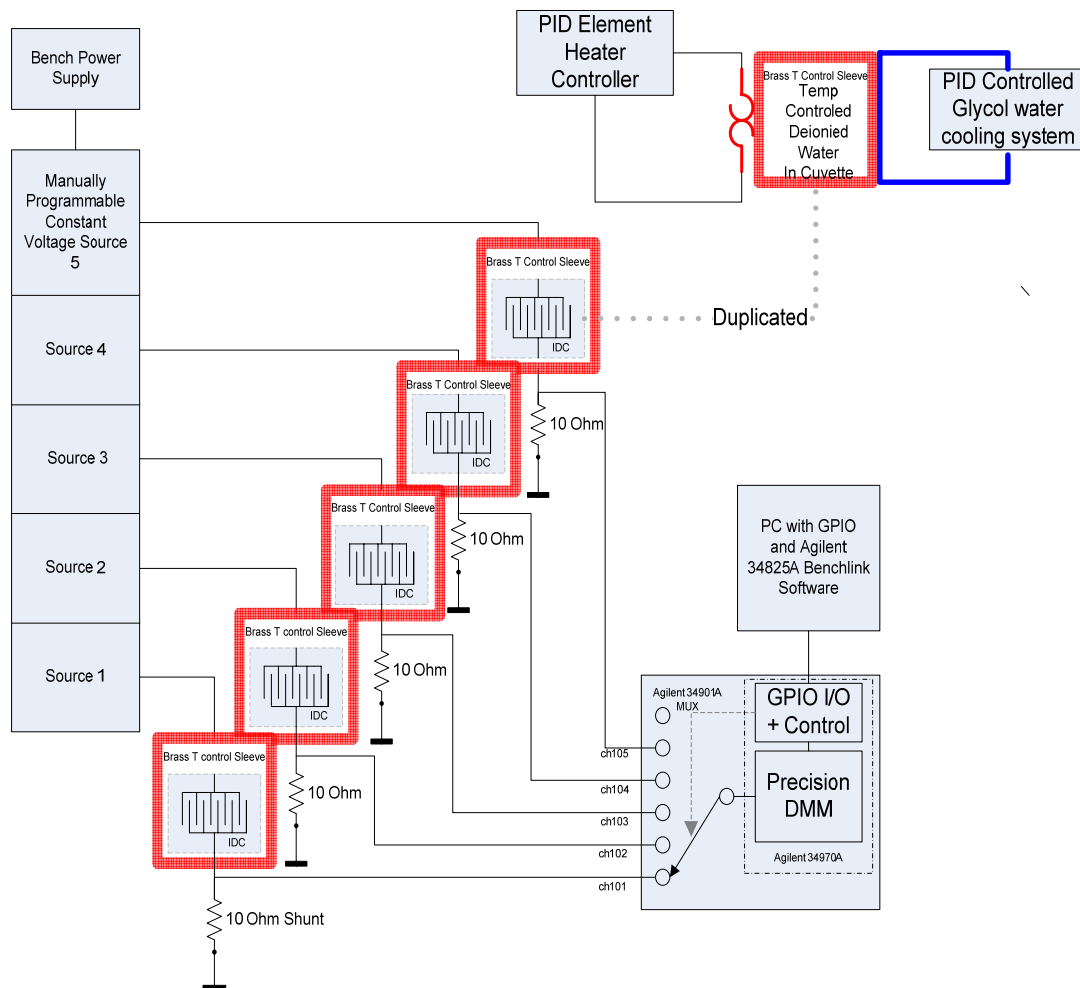 Bench Power
Supply
Manually
Programmable
Constant
Voltage Source
5
Source 4
Source 3
Source 2
Source 1
PID Element
Heater
Controller
Brass T Control Sleeve
Temp
Controled
Deionied
Water
In Cuvette
PID Controlled
Glycol water
cooling system
Duplicated
Brass T Control Sleeve
IDC
10 Ohm
Brass T Control Sleeve
IDC
10 Ohm
Brass T Control Sleeve
IDC
10 Ohm
Brass T control Sleeve
IDC
10 Ohm
Brass T control Sleeve
IDC
10 Ohm Shunt
PC with GPIO
and Agilent
34825A Benchlink
Software
Agilent 34901A
MUX
GPIO I/O
+ Control
Precision
DMM
Agilent 34970A
ch105
ch104
ch103
ch102
ch101